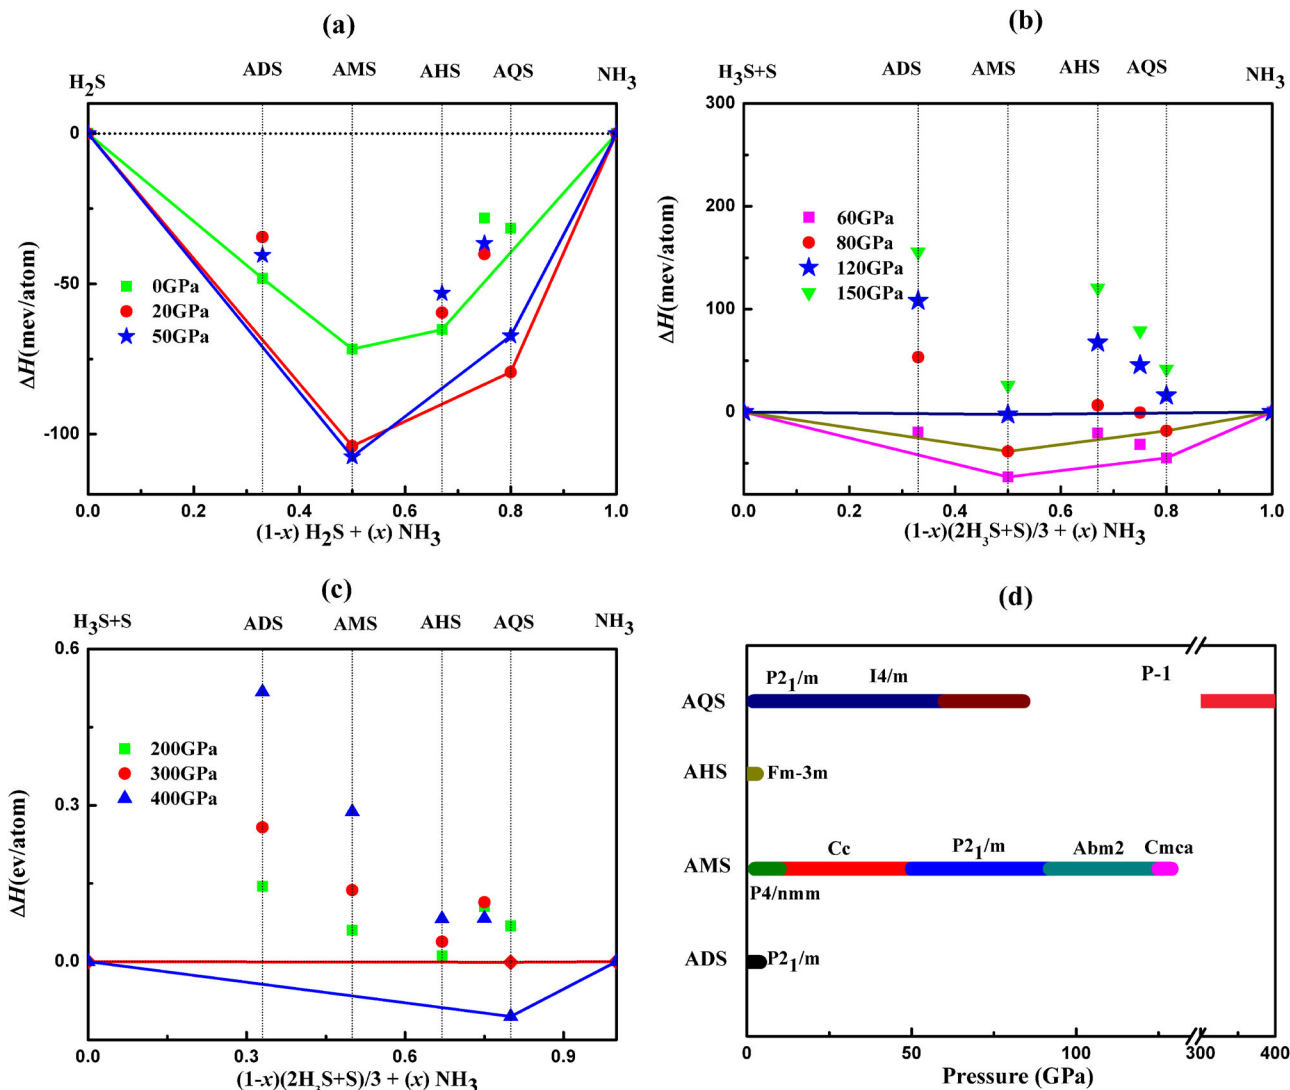 (a)
H2S ADS AMS AHS AQS NH3
0
-50
-100
ΔH(mev/atom)
0GPa
20GPa
50GPa
0.0 0.2 0.4 0.6 0.8 1.0
(1-x) H2S + (x) NH3
(b)
H3S+S ADS AMS AHS AQS NH3
300
200
100
0
ΔH(mev/atom)
60GPa
80GPa
120GPa
150GPa
0.0 0.2 0.4 0.6 0.8 1.0
(1-x)(2H3S+S)/3 + (x) NH3
(c)
H3S+S ADS AMS AHS AQS NH3
0.6
0.3
0.0
ΔH(ev/atom)
200GPa
300GPa
400GPa
0.0 0.3 0.6 0.9
(1-x)(2H3S+S)/3 + (x) NH3
(d)
P21/m I4/m P-1
AQS
AHS Fm-3m
Cc P21/m Abm2 Cmca
AMS
P4/nmm
ADS P21/m
0 50 100 300 400
Pressure (GPa)